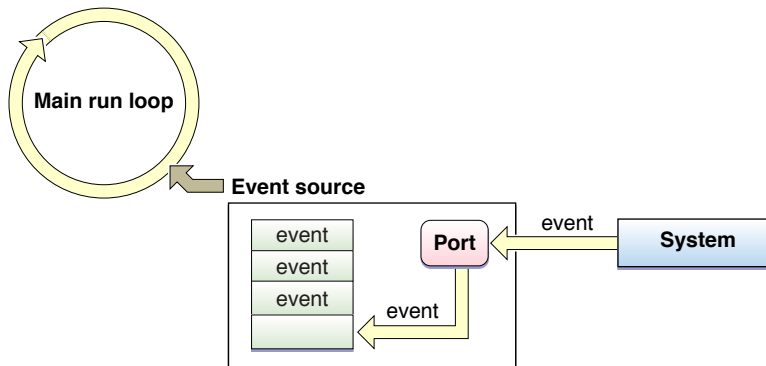 Main run loop
Event source
event
event
event
Port
event
System
event